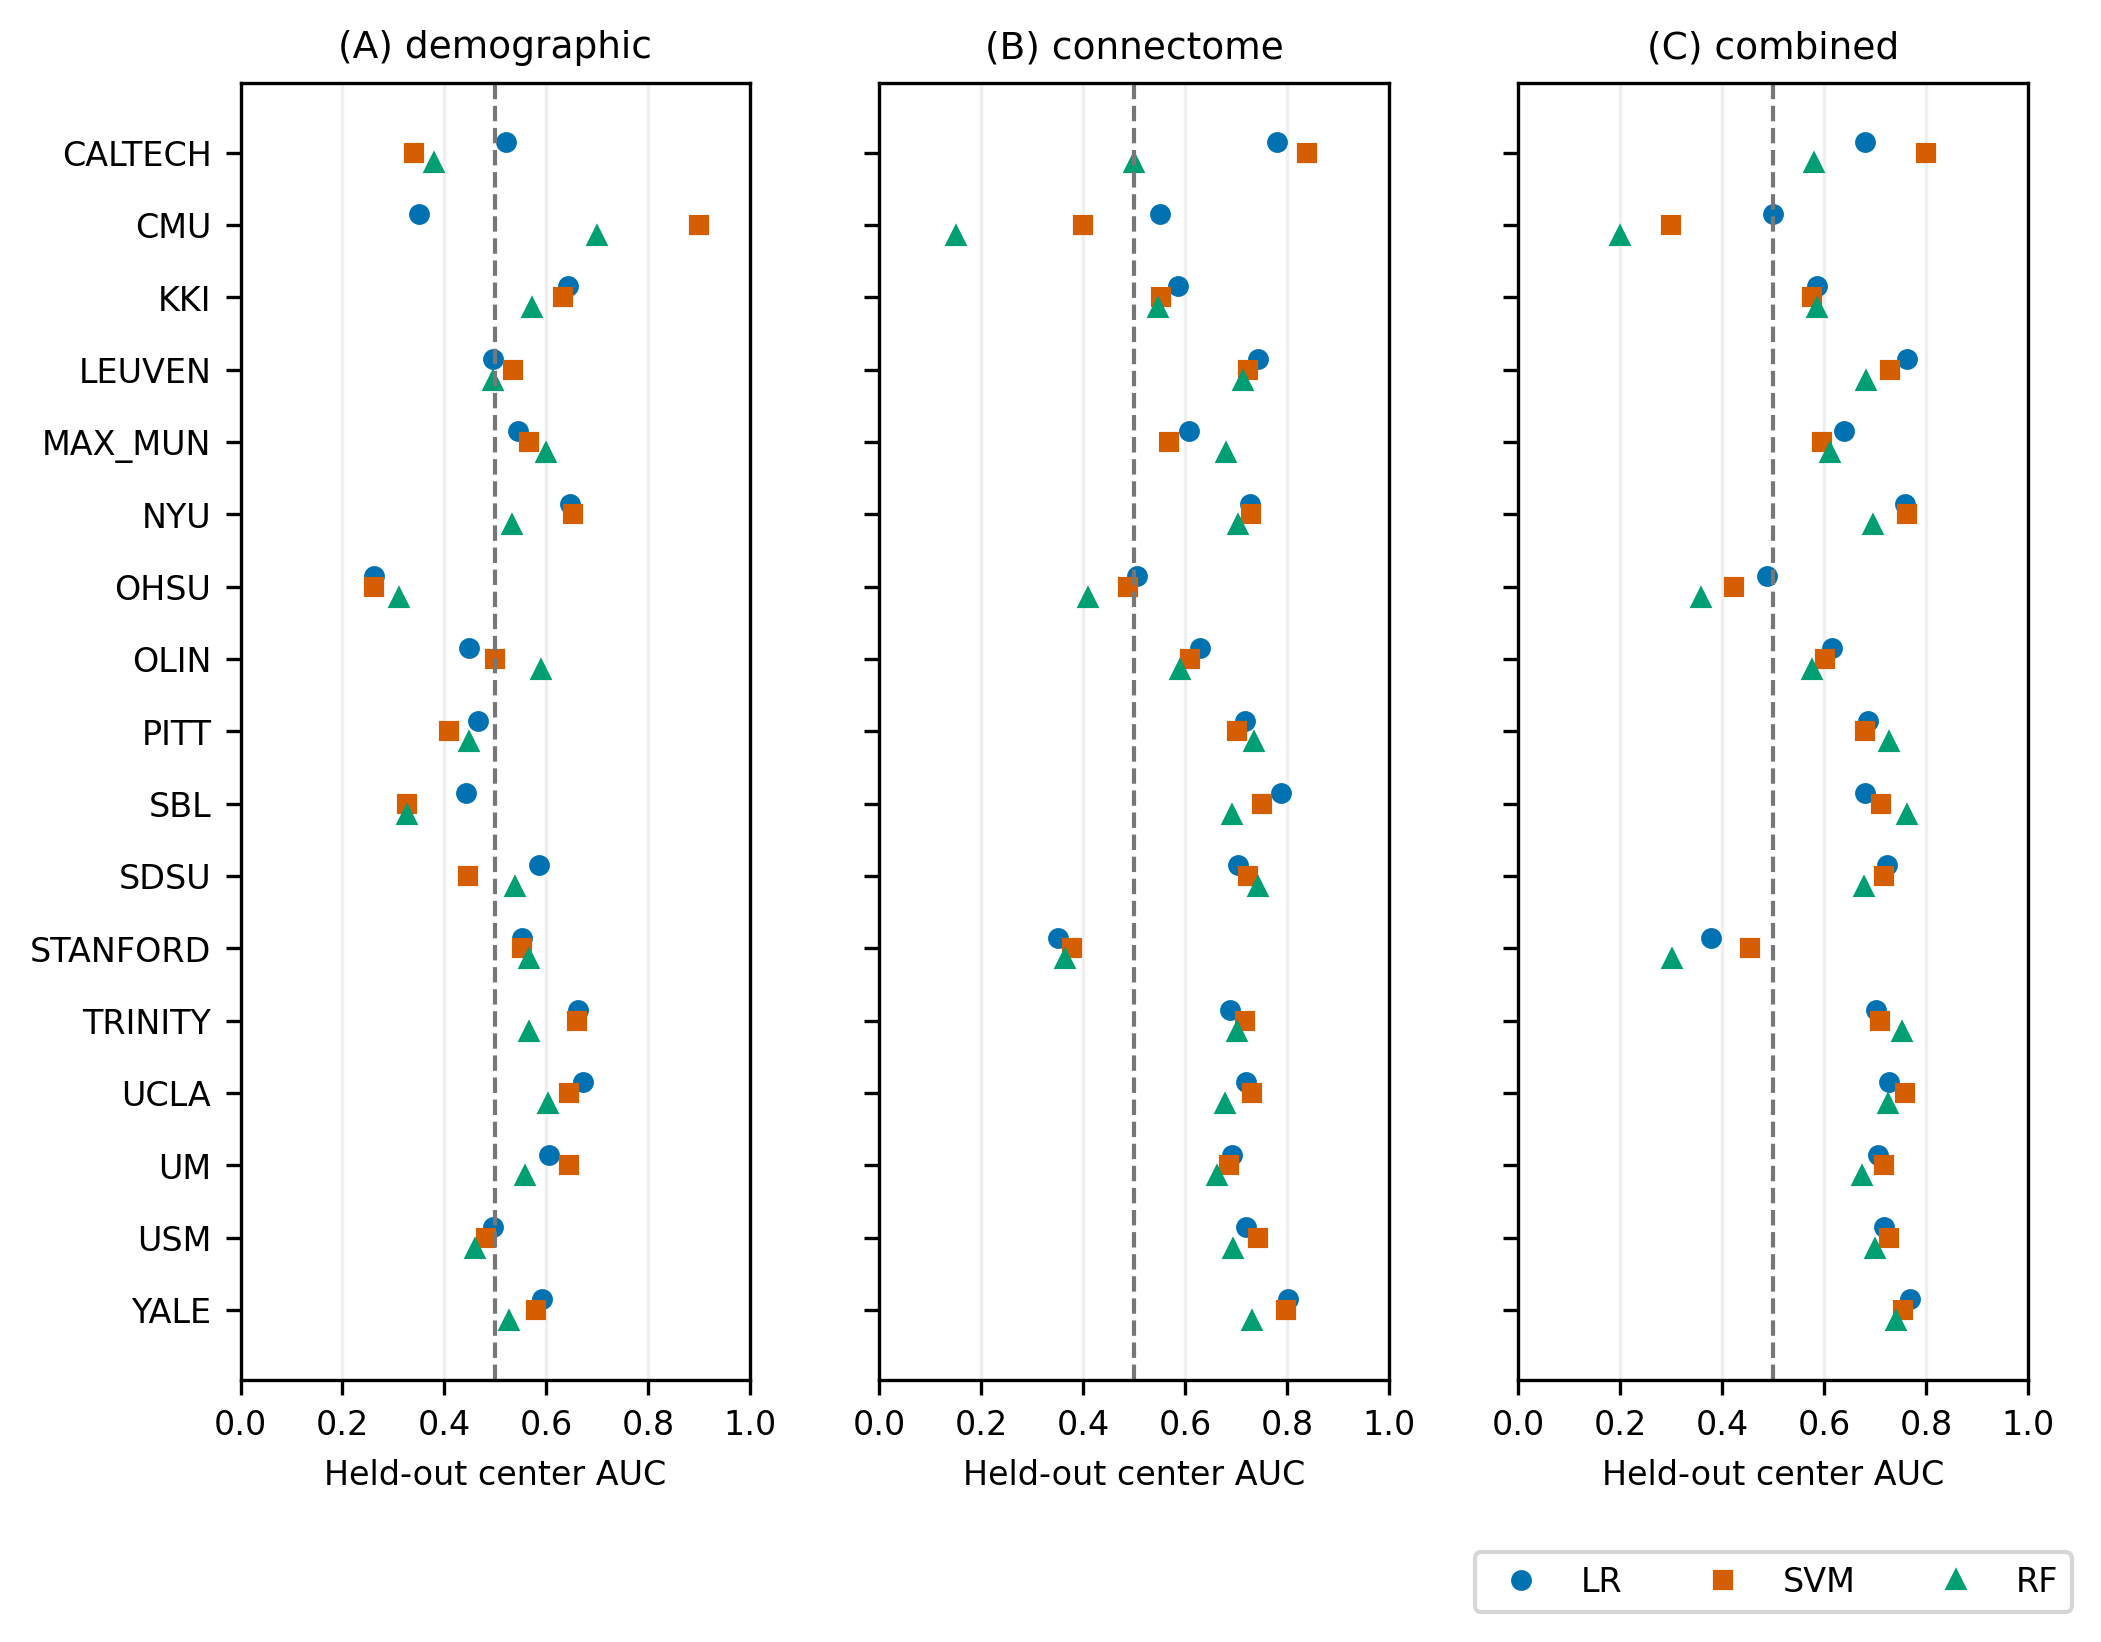 (A) demographic
(B) connectome
(C) combined
CALTECH
CMU
KKI
LEUVEN
MAX_MUN
NYU
OHSU
OLIN
PITT
SBL
SDSU
STANFORD
TRINITY
UCLA
UM
USM
YALE
0.0 0.2 0.4 0.6 0.8 1.0
0.0 0.2 0.4 0.6 0.8 1.0
0.0 0.2 0.4 0.6 0.8 1.0
Held-out center AUC
Held-out center AUC
Held-out center AUC
LR SVM RF